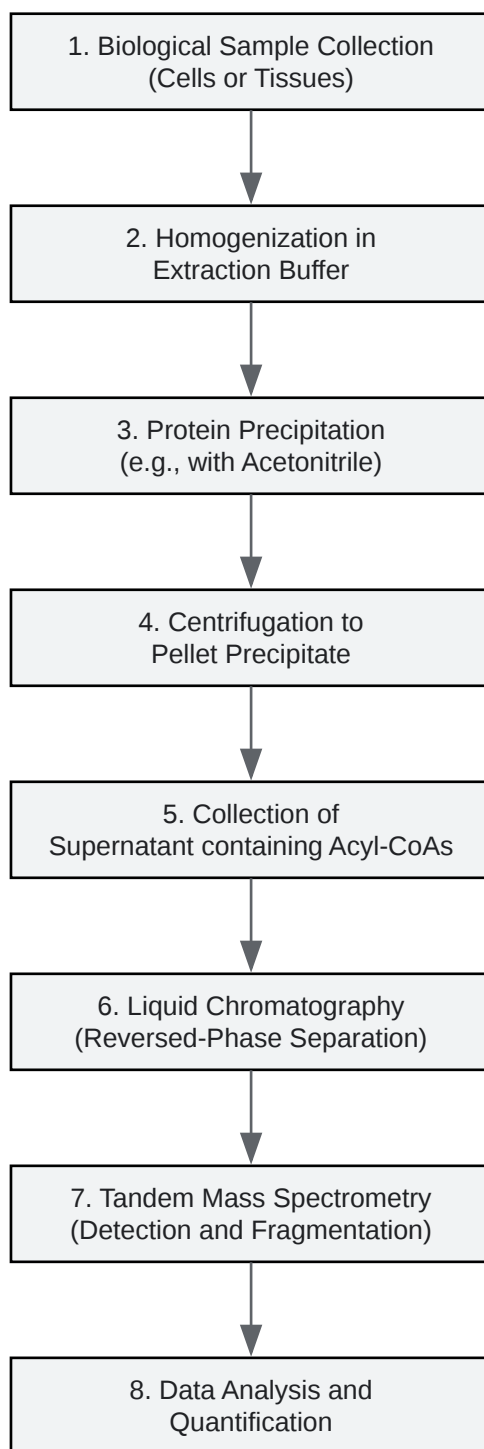 1. Biological Sample Collection
(Cells or Tissues)
2. Homogenization in
Extraction Buffer
3. Protein Precipitation
(e.g., with Acetonitrile)
4. Centrifugation to
Pellet Precipitate
5. Collection of
Supernatant containing Acyl-CoAs
6. Liquid Chromatography
(Reversed-Phase Separation)
7. Tandem Mass Spectrometry
(Detection and Fragmentation)
8. Data Analysis and
Quantification